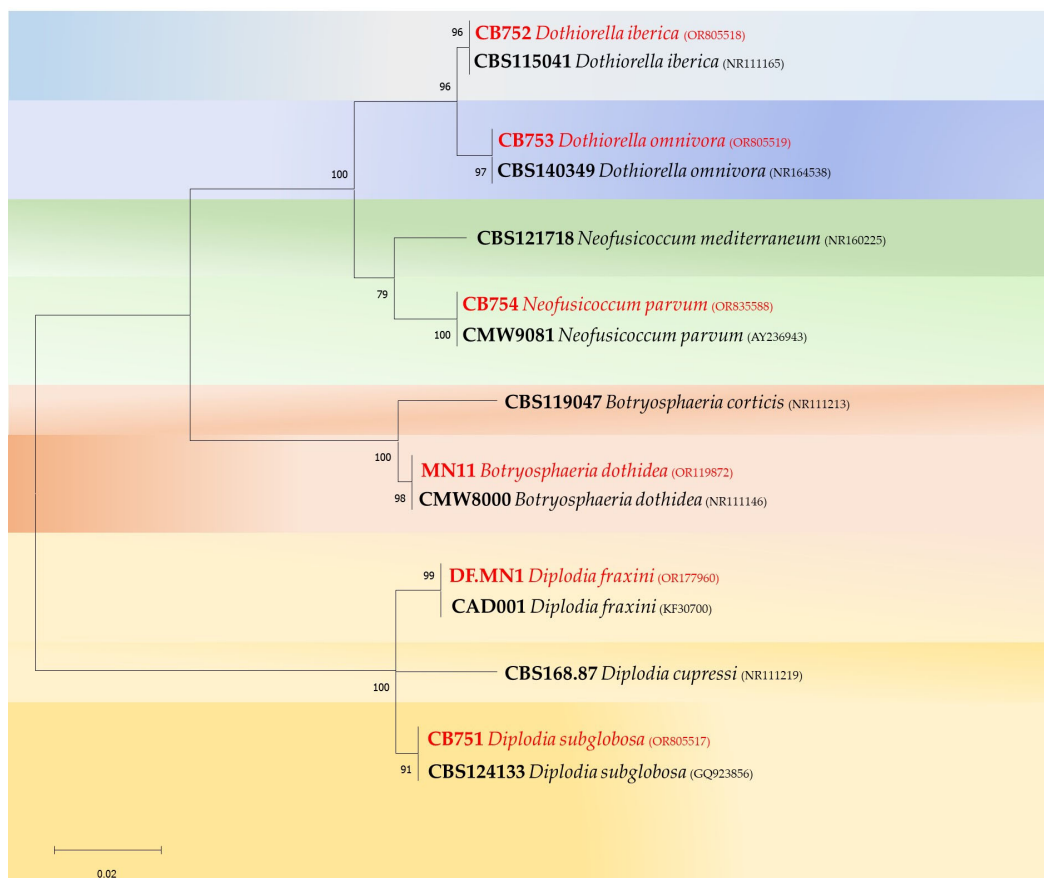 96
CB752 Dothiorella iberica (OR805518)
CBS115041 Dothiorella iberica (NR111165)
96
CB753 Dothiorella omnivora (OR805519)
97
CBS140349 Dothiorella omnivora (NR164538)
100
CBS121718 Neofusicoccum mediterraneum (NR160225)
79
CB754 Neofusicoccum parvum (OR835588)
100
CMW9081 Neofusicoccum parvum (AY236943)
CBS119047 Botryosphaeria corticis (NR111213)
100
MN11 Botryosphaeria dothidea (OR119872)
98
CMW8000 Botryosphaeria dothidea (NR111146)
99
DF.MN1 Diplodia fraxini (OR177960)
CAD001 Diplodia fraxini (KF30700)
CBS168.87 Diplodia cupressi (NR111219)
100
CB751 Diplodia subglobosa (OR805517)
91
CBS124133 Diplodia subglobosa (GQ923856)
0.02